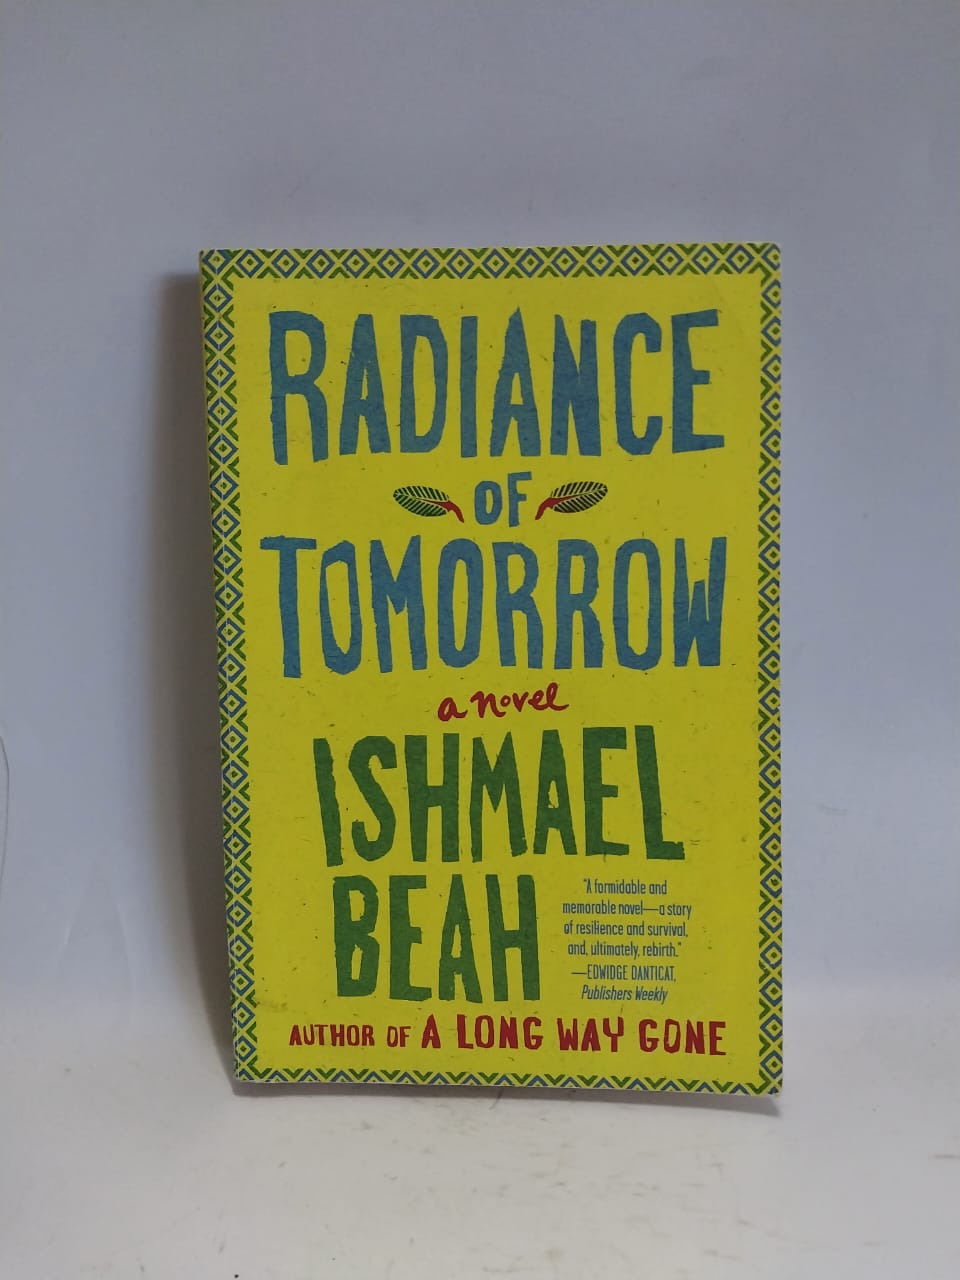 RADIANCE
OF
TOMORROW
a novel
ISHMAEL
BEAH
"A formidable and
memorable novel—a story
of resilience and survival,
and, ultimately, rebirth."
—EDWIDGE DANTICAT,
Publishers Weekly
AUTHOR OF A LONG WAY GONE